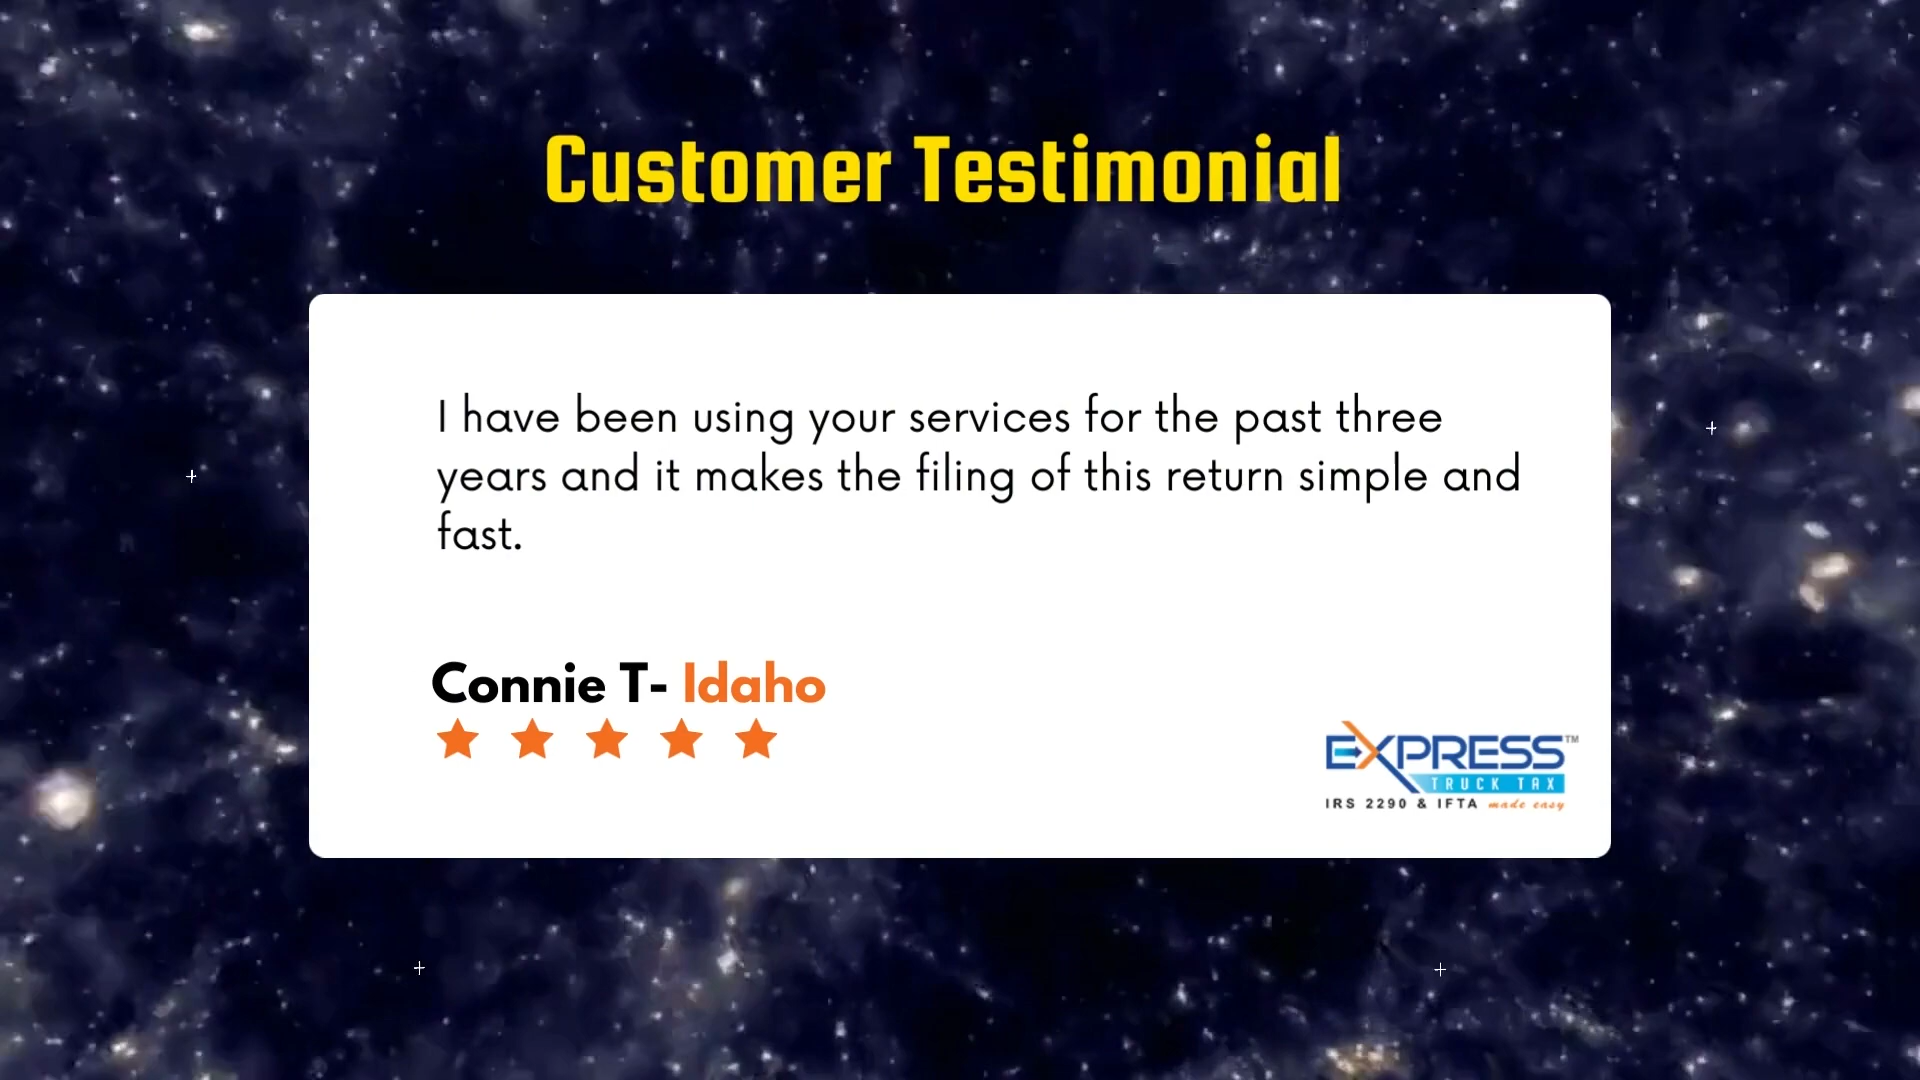 Customer Testimonial
I have been using your services for the past three
years and it makes the filing of this return simple and
fast.
Connie T- Idaho
EXPRESS™
TRUCK TAX
IRS 2290 & IFTA made easy